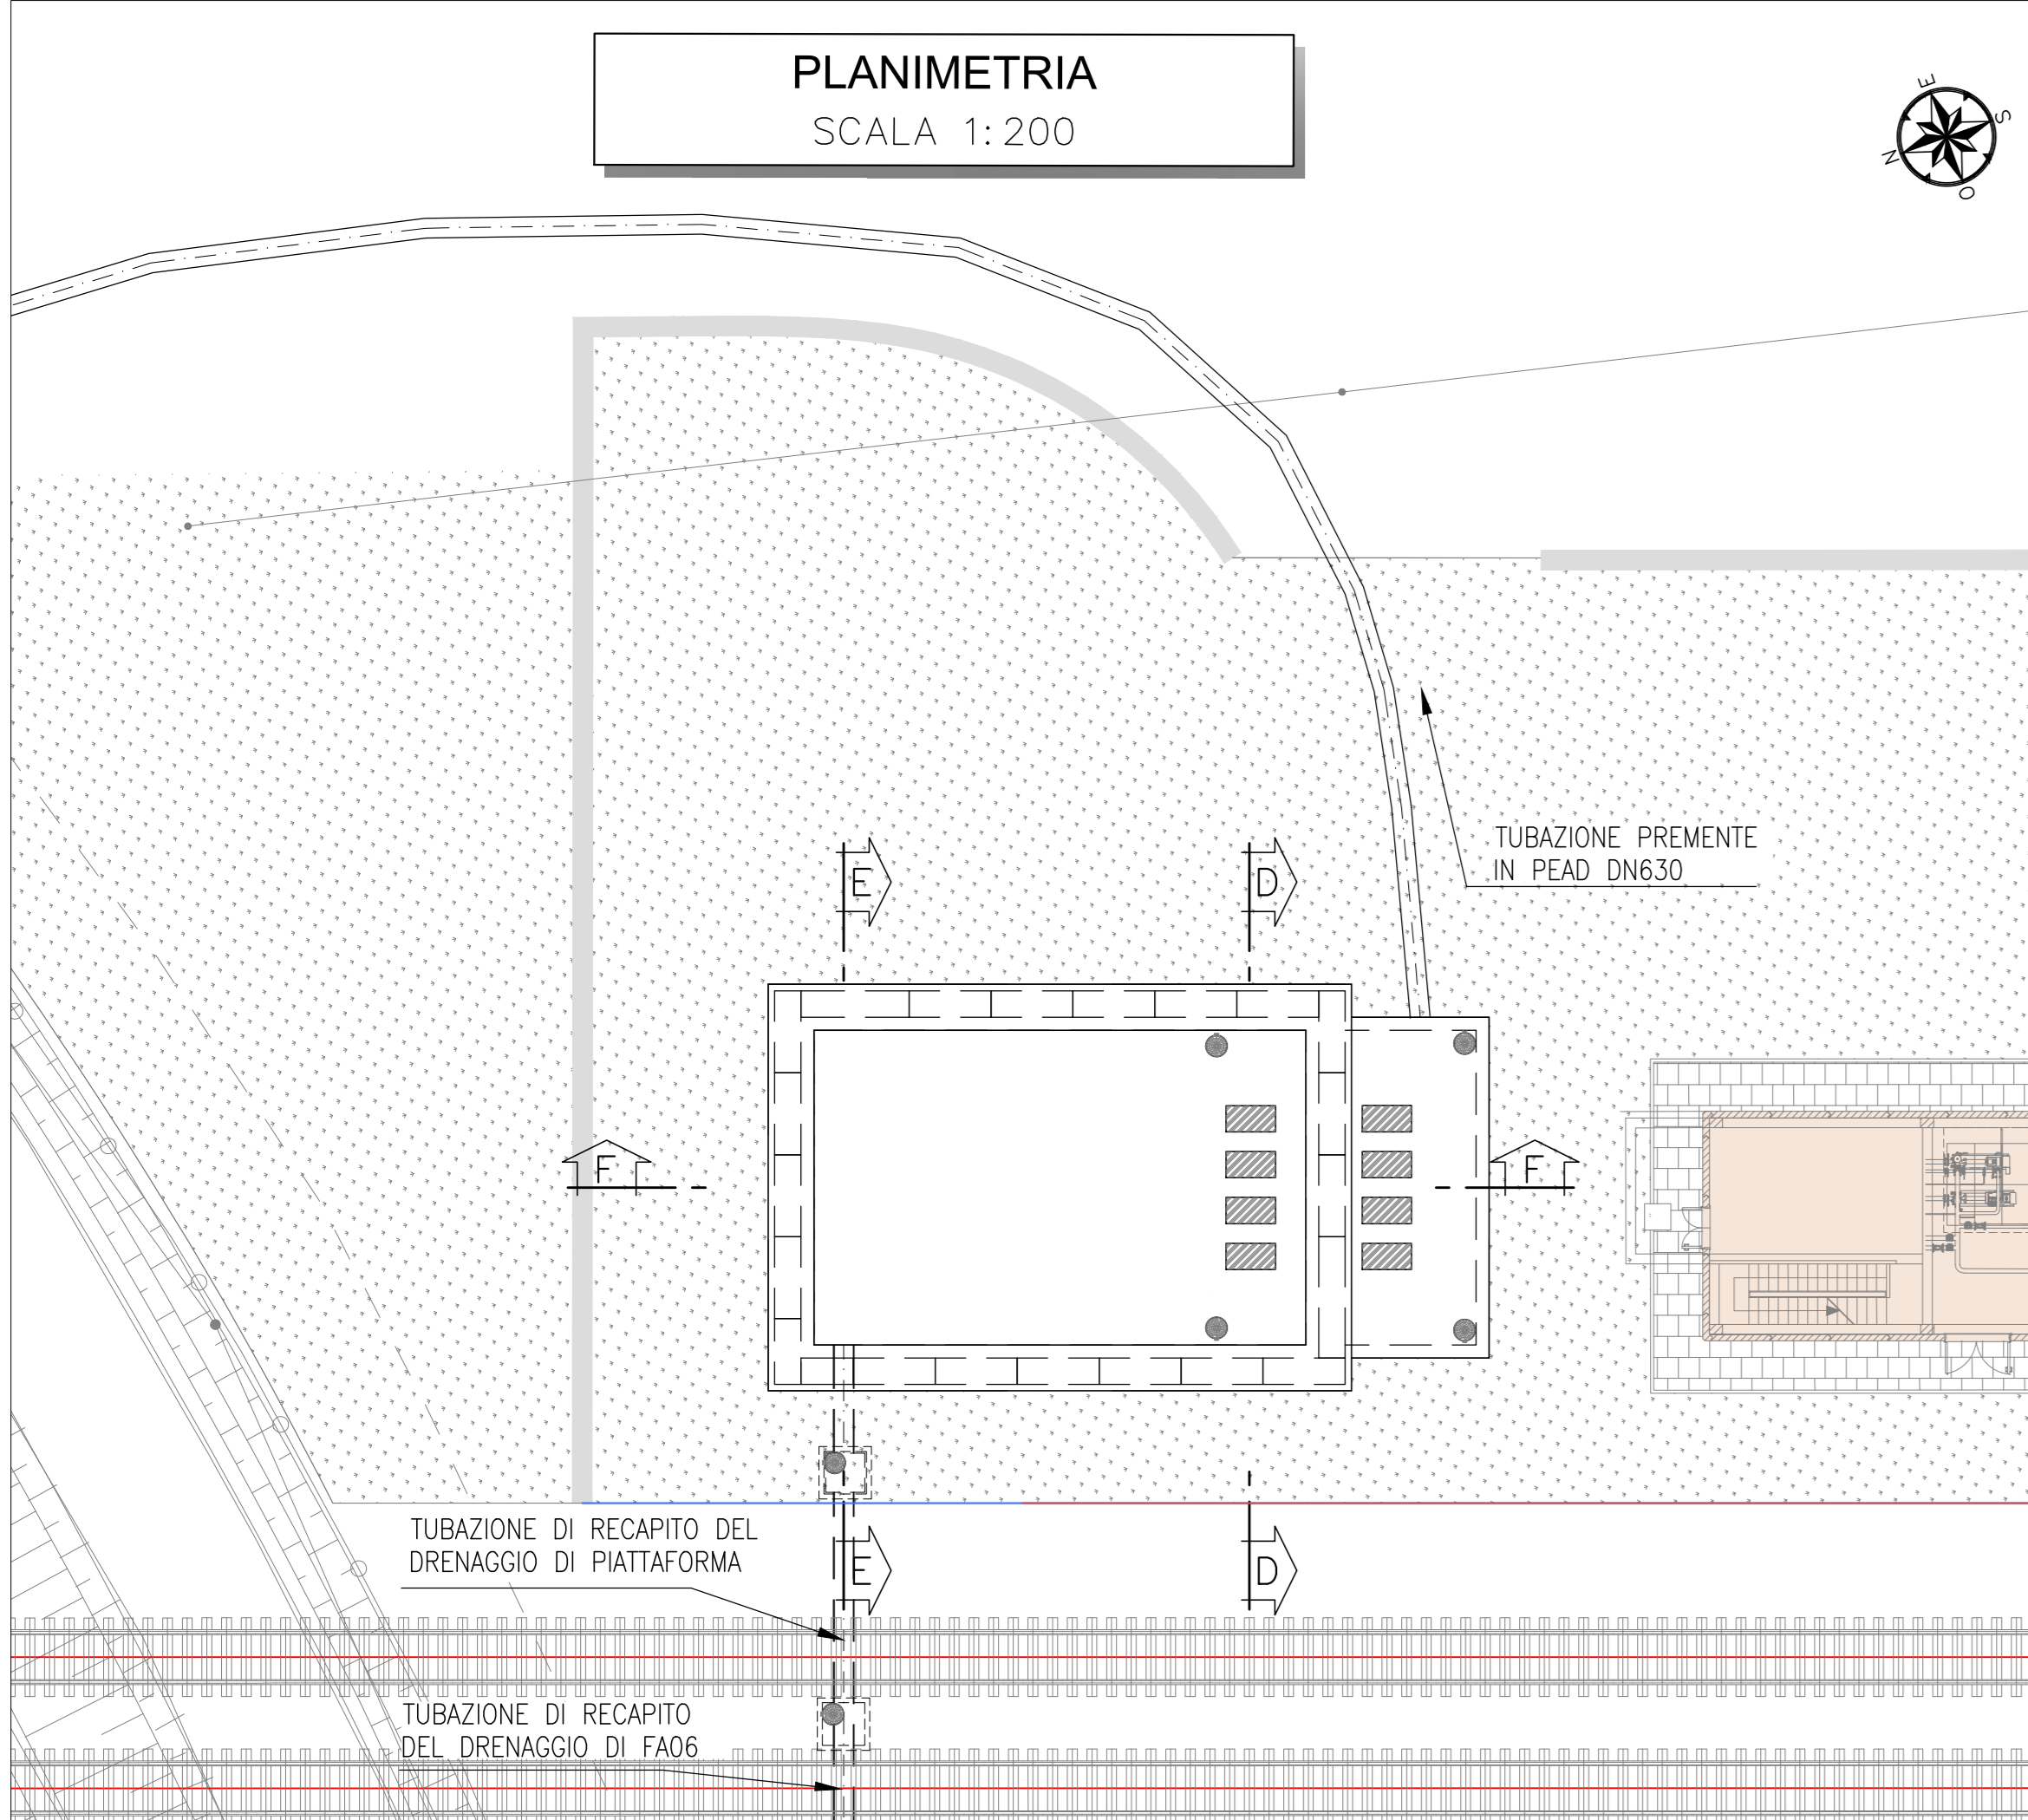 PLANIMETRIA
SCALA 1:200
E
S
N
O
TUBAZIONE PREMENTE
IN PEAD DN630
E
D
F
F
TUBAZIONE DI RECAPITO DEL
DRENAGGIO DI PIATTAFORMA
E
D
TUBAZIONE DI RECAPITO
DEL DRENAGGIO DI FA06